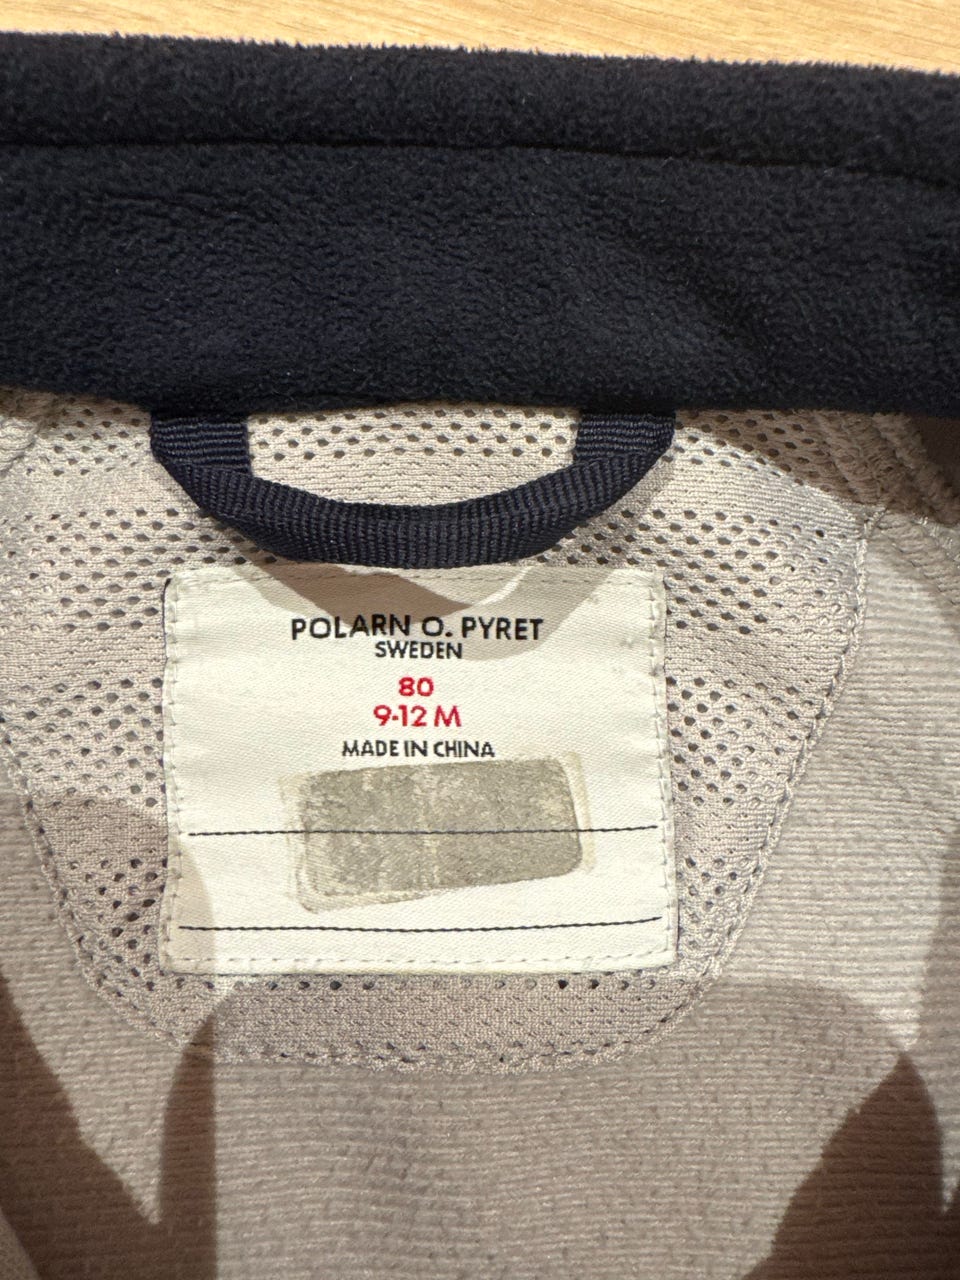 POLARN O. PYRET
SWEDEN
80
9-12 M
MADE IN CHINA